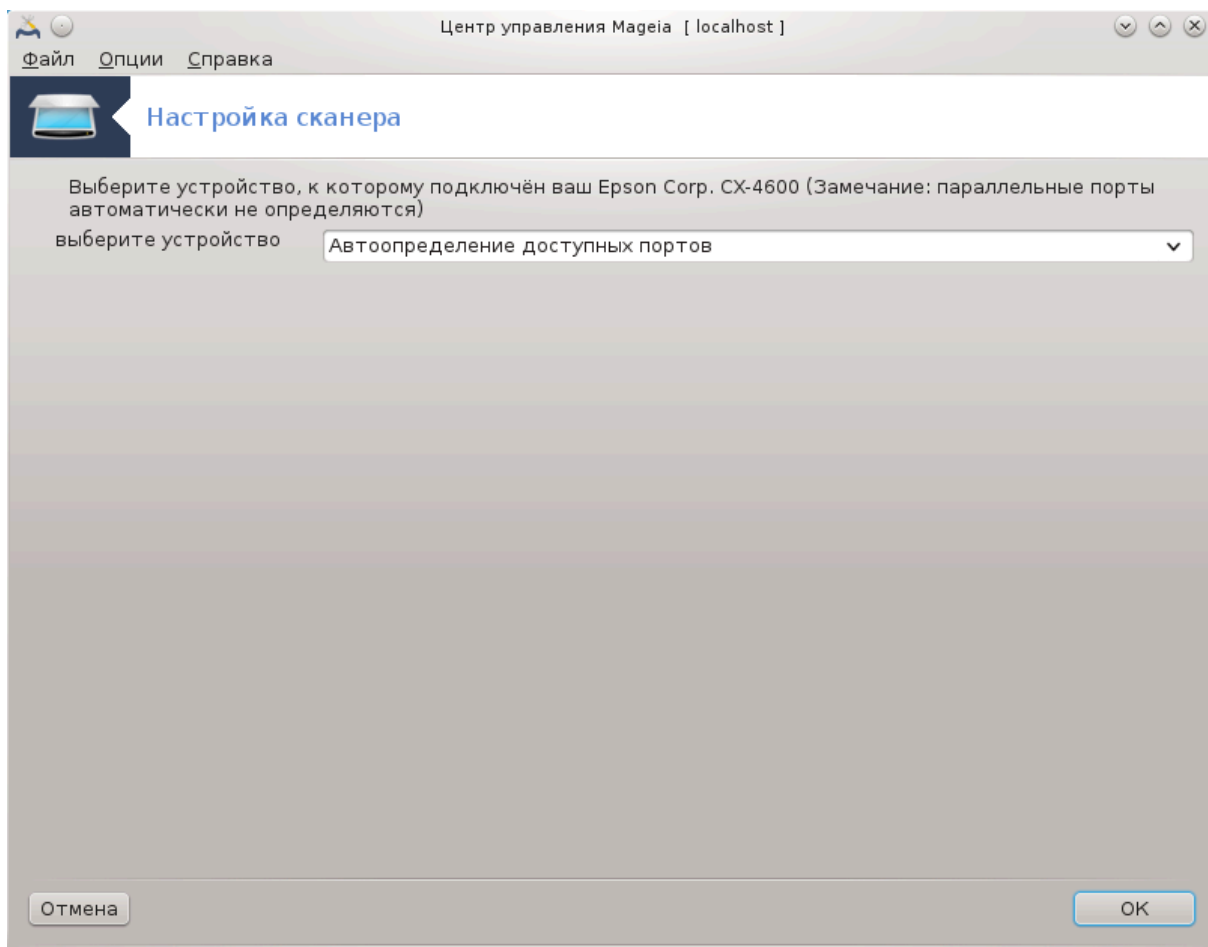 Центр управления Mageia [ localhost ]
Файл Опции Справка
Настройка сканера
Выберите устройство, к которому подключён ваш Epson Corp. CX-4600 (Замечание: параллельные порты
автоматически не определяются)
выберите устройство Автоопределение доступных портов
Отмена OK